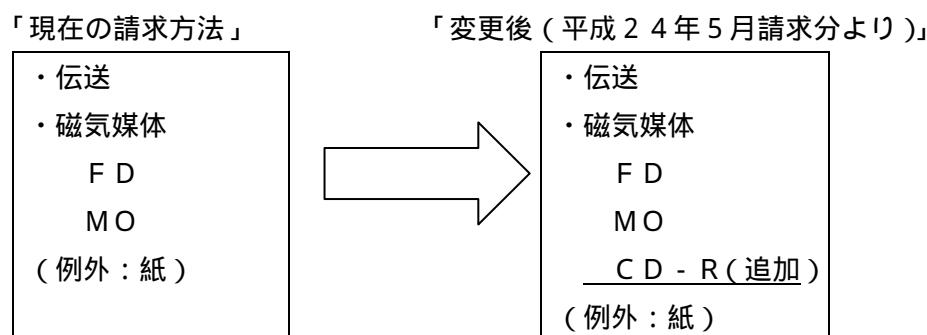 「現在の請求方法」
・伝送
・磁気媒体
ＦＤ
ＭＯ
（例外：紙）
「変更後（平成２４年５月請求分より）」
・伝送
・磁気媒体
ＦＤ
ＭＯ
ＣＤ‐Ｒ（追加）
（例外：紙）